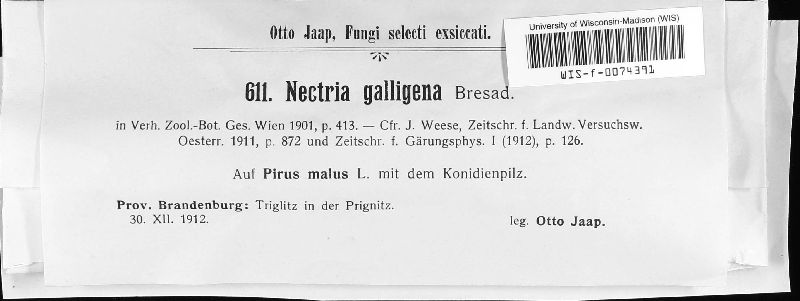 Otto Jaap, Fungi selecti exsiccati.
University of Wisconsin-Madison (WIS)
WIS-f-0074391
611. Nectria galligena Bresad.
in Verh. Zool.-Bot. Ges. Wien 1901, p. 413. — Cfr. J. Weese, Zeitschr. f. Landw. Versuchsw.
Oesterr. 1911, p. 872 und Zeitschr. f. Gärungsphys. I (1912), p. 126.
Auf Pirus malus L. mit dem Konidienpilz.
Prov. Brandenburg: Triglitz in der Prignitz.
30. XII. 1912.
leg. Otto Jaap.